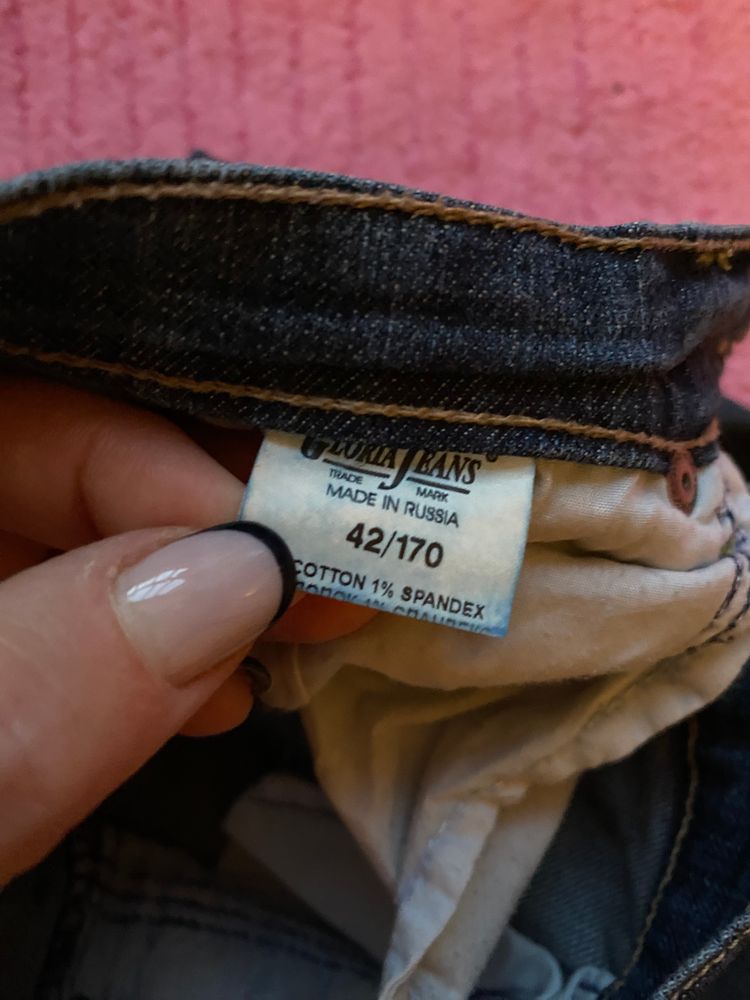 GLORIA JEANS
TRADE MARK
MADE IN RUSSIA
42/170
COTTON 1% SPANDEX